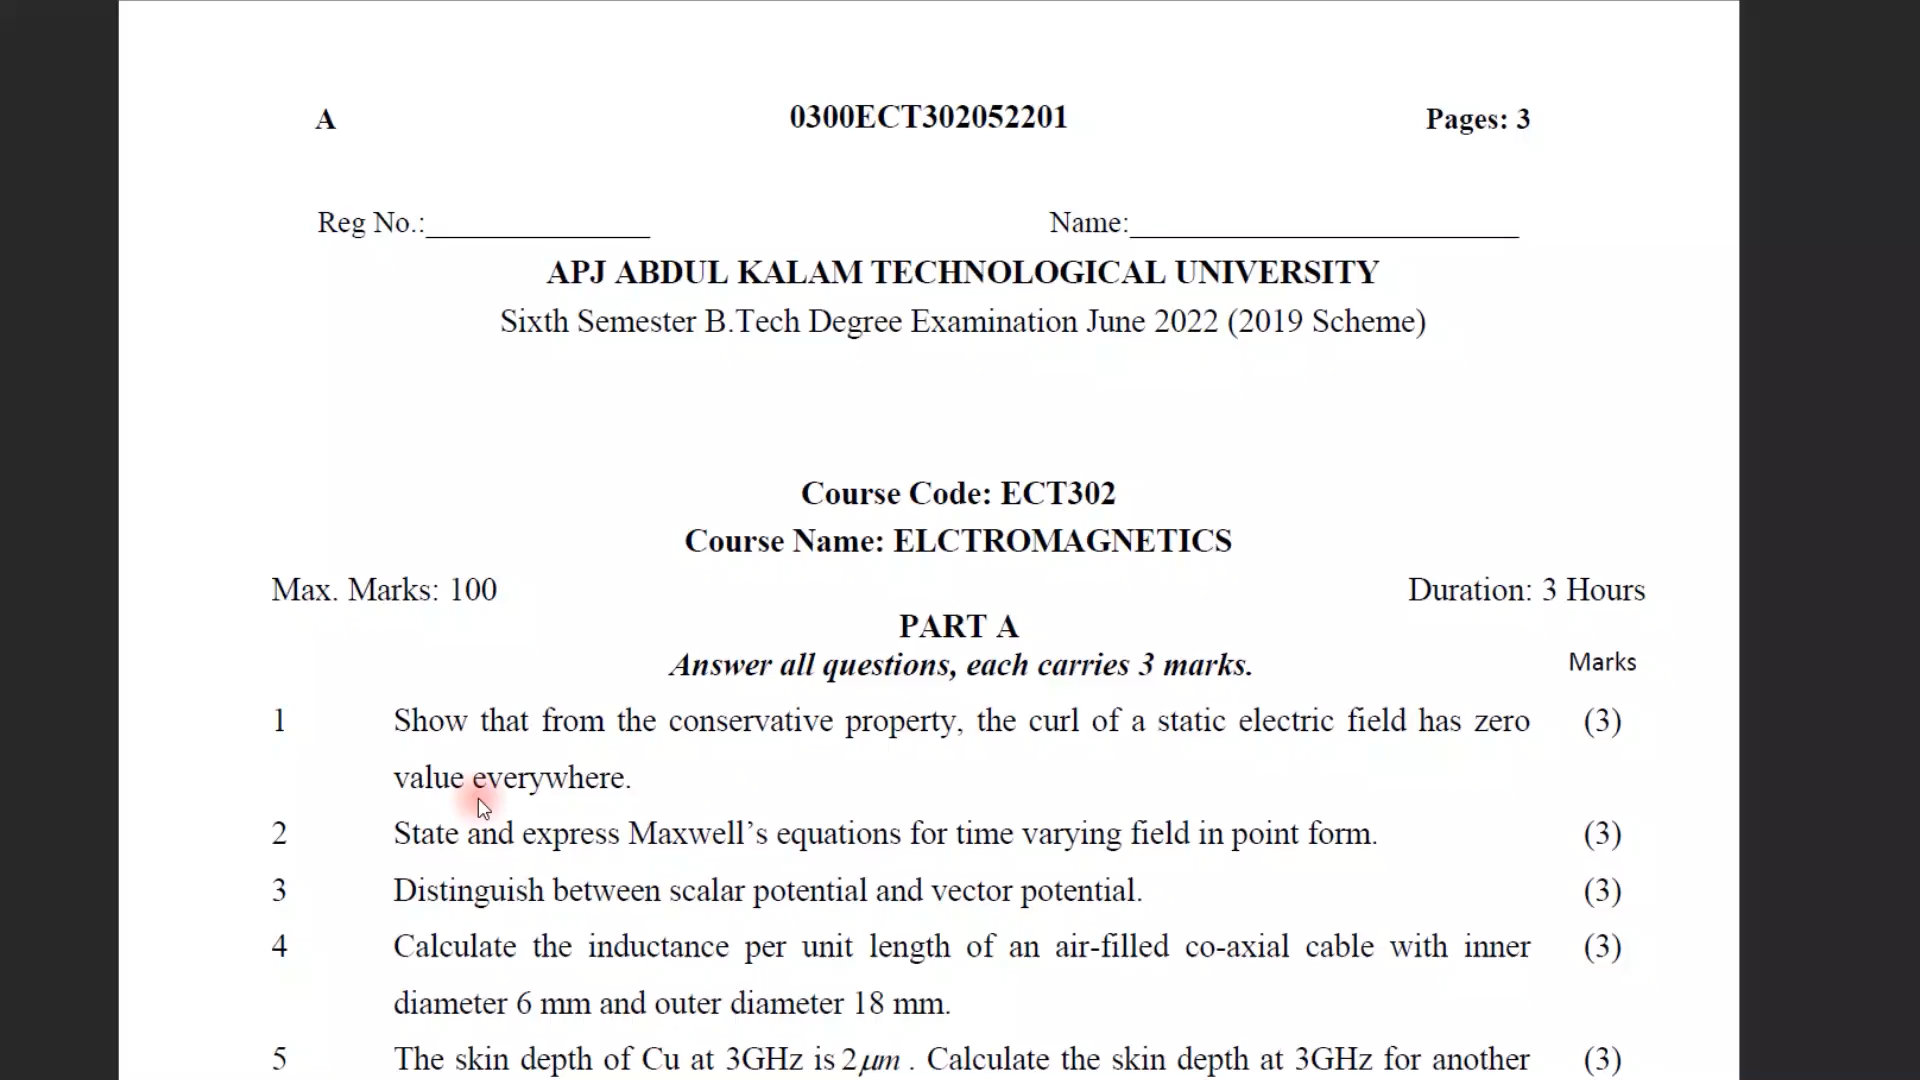 A 0300ECT302052201 Pages: 3
Reg No.:______________ Name:________________________
APJ ABDUL KALAM TECHNOLOGICAL UNIVERSITY
Sixth Semester B.Tech Degree Examination June 2022 (2019 Scheme)
Course Code: ECT302
Course Name: ELCTROMAGNETICS
Max. Marks: 100 Duration: 3 Hours
PART A
Answer all questions, each carries 3 marks. Marks
1 Show that from the conservative property, the curl of a static electric field has zero (3)
value everywhere.
2 State and express Maxwell’s equations for time varying field in point form. (3)
3 Distinguish between scalar potential and vector potential. (3)
4 Calculate the inductance per unit length of an air-filled co-axial cable with inner (3)
diameter 6 mm and outer diameter 18 mm.
5 The skin depth of Cu at 3GHz is 2μm . Calculate the skin depth at 3GHz for another (3)